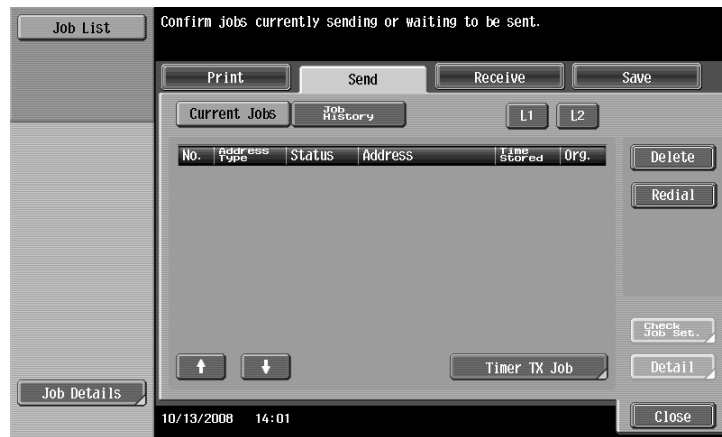 Job List
Confirm jobs currently sending or waiting to be sent.
Print
Send
Receive
Save
Current Jobs
Job
History
L1
L2
No.
Address
Type
Status
Address
Time
Stored
Org.
Delete
Redial
Check
Job Set.
Timer TX Job
Detail
Job Details
10/13/2008 14:01
Close